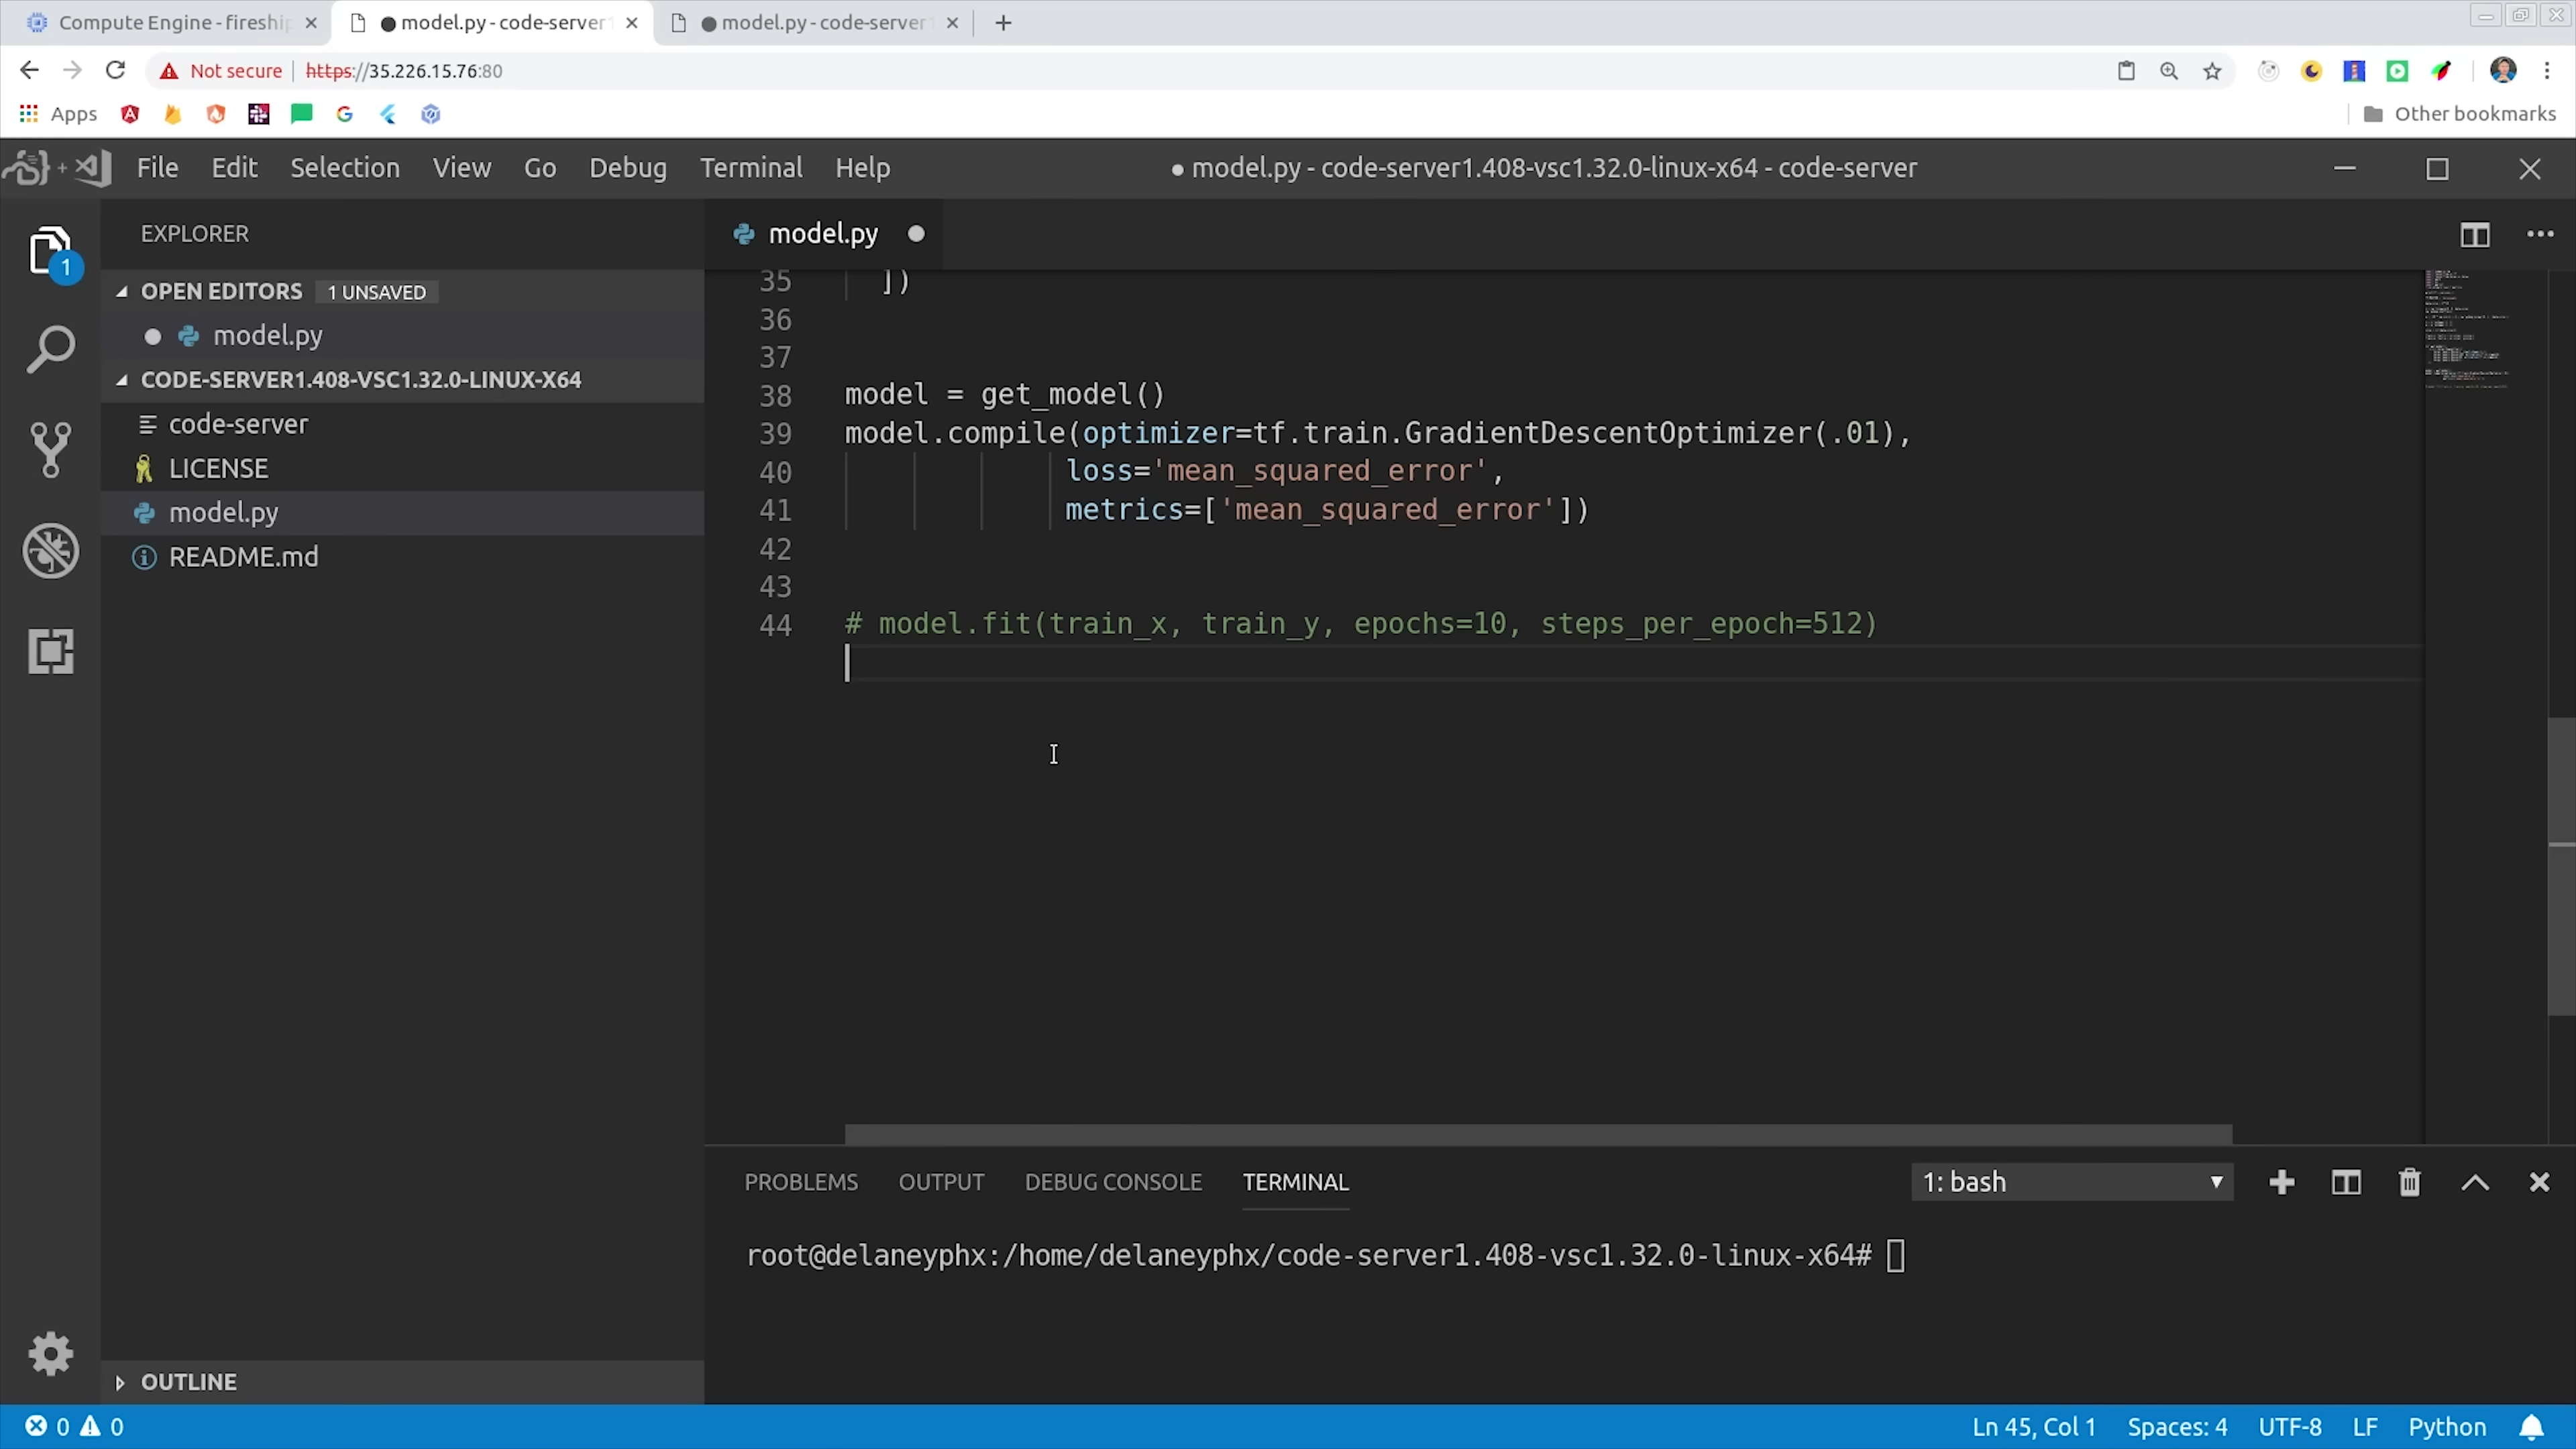 Compute Engine - fireship
model.py - code-server1
model.py - code-server1
Not secure
https://35.226.15.76:80
Apps
Other bookmarks
File Edit Selection View Go Debug Terminal Help
● model.py - code-server1.408-vsc1.32.0-linux-x64 - code-server
EXPLORER
1
OPEN EDITORS 1 UNSAVED
model.py
CODE-SERVER1.408-VSC1.32.0-LINUX-X64
code-server
LICENSE
model.py
README.md
OUTLINE
model.py
35 ])
36
37
38 model = get_model()
39 model.compile(optimizer=tf.train.GradientDescentOptimizer(.01),
40 loss='mean_squared_error',
41 metrics=['mean_squared_error'])
42
43
44 # model.fit(train_x, train_y, epochs=10, steps_per_epoch=512)
PROBLEMS OUTPUT DEBUG CONSOLE TERMINAL
1: bash
root@delaneyphx:/home/delaneyphx/code-server1.408-vsc1.32.0-linux-x64#
0 0
Ln 45, Col 1 Spaces: 4 UTF-8 LF Python